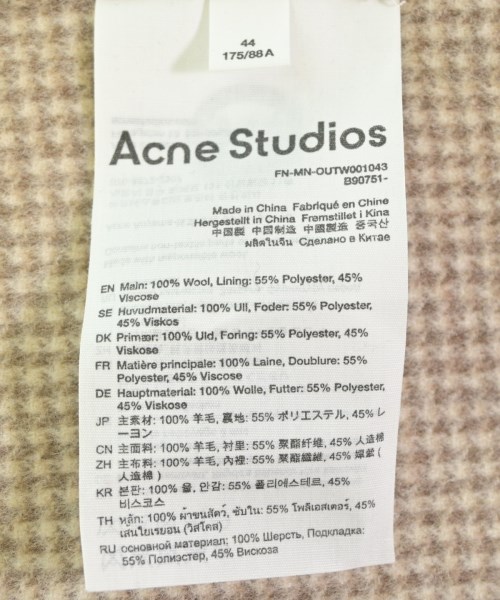 44
175/88A
Acne Studios
FN-MN-OUTW001043
B90751-
Made in China Fabriqué en Chine
Hergestellt in China Fremstillet i Kina
中国製 中国制造 中國製造 중국산
ผลิตในจีน Сделано в Китае
EN Main: 100% Wool, Lining: 55% Polyester, 45%
Viscose
SE Huvudmaterial: 100% Ull, Foder: 55% Polyester,
45% Viskos
DK Primær: 100% Uld, Foring: 55% Polyester, 45%
Viskose
FR Matière principale: 100% Laine, Doublure: 55%
Polyester, 45% Viscose
DE Hauptmaterial: 100% Wolle, Futter: 55% Polyester,
45% Viskose
JP 主素材: 100% 羊毛, 裏地: 55% ポリエステル, 45% レ
ーヨン
CN 主面料: 100% 羊毛, 衬里: 55% 聚酯纤维, 45% 人造棉
ZH 主布料: 100% 羊毛, 內裡: 55% 聚酯纖維, 45% 嫘縈 (
人造棉 )
KR 본판: 100% 울, 안감: 55% 폴리에스테르, 45%
비스코스
TH หลัก: 100% ผ้าขนสัตว์, ซับใน: 55% โพลีเอสเตอร์, 45%
เส้นใยเรยอน (วิสโคส)
RU основной материал: 100% Шерсть, Подкладка:
55% Полиэстер, 45% Вискоза